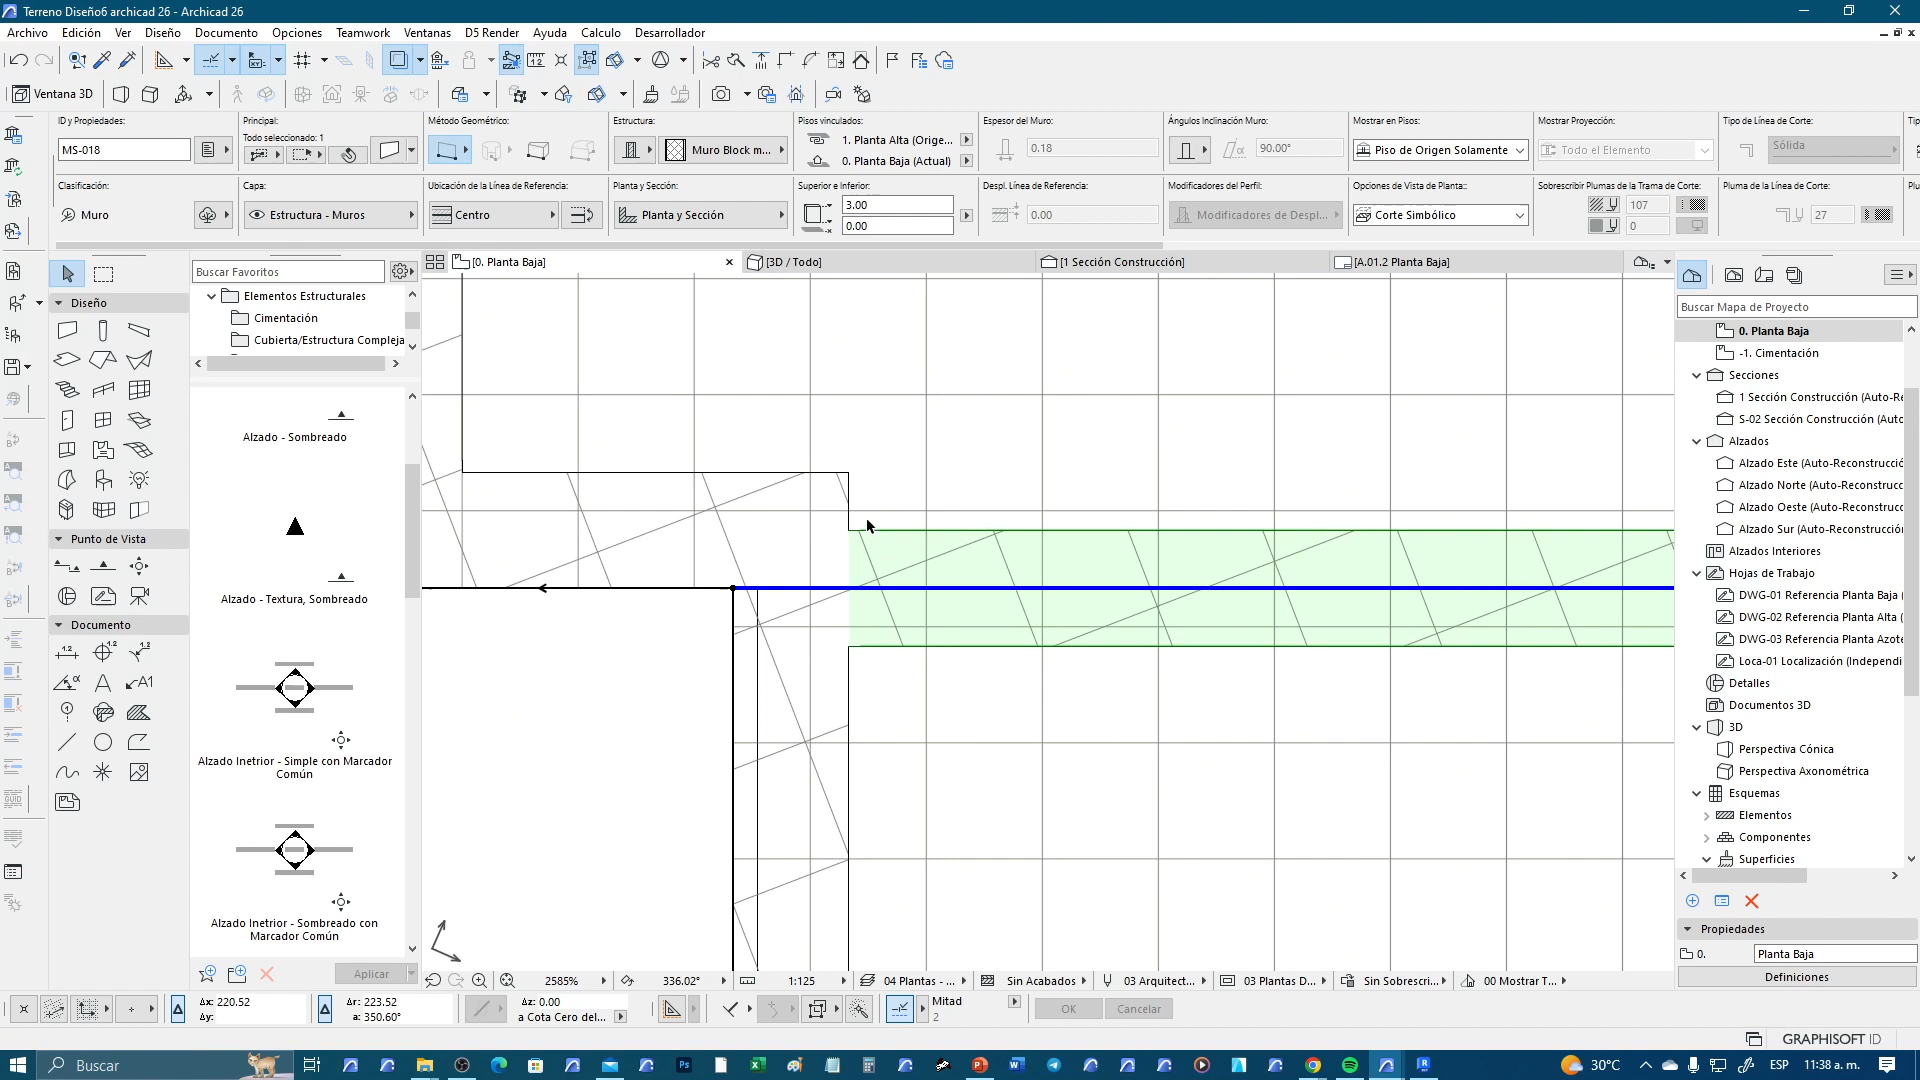 Terreno Diseño6 archicad 26 - Archicad 26
Archivo Edición Ver Diseño Opciones Documento Opciones Teamwork Ventanas D5 Render Ayuda Calculo Desarrollador
Ventana 3D
ID y Propiedades: Principal: Método Geométrico: Estructura: Pisos vinculados: Espesor del Muro: Ángulos Inclinación Muro: Mostrar en Pisos: Mostrar Proyección: Tipo de Línea de Corte: Tip
Todo seleccionado: 1
MS-018 Muro Block m... 1. Planta Alta (Orige... 0.18 90.00° Piso de Origen Solamente Todo el Elemento Sólida
0. Planta Baja (Actual)
Clasificación: Capa: Ubicación de la Línea de Referencia: Planta y Sección: Superior e Inferior: Despl. Línea de Referencia: Modificadores del Perfil: Opciones de Vista de Planta:: Sobrescribir Plumas de la Trama de Corte: Pluma de la Línea de Corte: Plu
Muro Estructura - Muros Centro Planta y Sección 3.00 0.00 Modificadores de Despl... Corte Simbólico 107 27
0.00 0
Buscar Favoritos
[0. Planta Baja] [3D / Todo] [1 Sección Construcción] [A.01.2 Planta Baja]
Diseño
Elementos Estructurales
Cimentación
Cubierta/Estructura Compleja
Alzado - Sombreado
Alzado - Textura, Sombreado
Alzado Inetrior - Simple con Marcador
Común
Alzado Inetrior - Sombreado con
Marcador Común
Aplicar
Punto de Vista
Documento
1.2 1.2 1.2
A A1
GUID
Buscar Mapa de Proyecto
0. Planta Baja
-1. Cimentación
Secciones
1 Sección Construcción (Auto-Re
S-02 Sección Construcción (Auto
Alzados
Alzado Este (Auto-Reconstrucció
Alzado Norte (Auto-Reconstrucc
Alzado Oeste (Auto-Reconstrucc
Alzado Sur (Auto-Reconstrucción
Alzados Interiores
Hojas de Trabajo
DWG-01 Referencia Planta Baja (
DWG-02 Referencia Planta Alta (
DWG-03 Referencia Planta Azote
Loca-01 Localización (Independi
Detalles
Documentos 3D
3D
Perspectiva Cónica
Perspectiva Axonométrica
Esquemas
Elementos
Componentes
Superficies
Propiedades
0. Planta Baja
Definiciones
2585% 336.02° 1:125 04 Plantas - ... Sin Acabados 03 Arquitect... 03 Planta D... Sin Sobrescri... 00 Mostrar T...
Δx: 220.52 Δr: 223.52 Δz: 0.00 Mitad
Δy: a: 350.60° a Cota Cero del... 2 OK Cancelar
GRAPHISOFT ID
Buscar 30°C ESP 11:38 a. m.